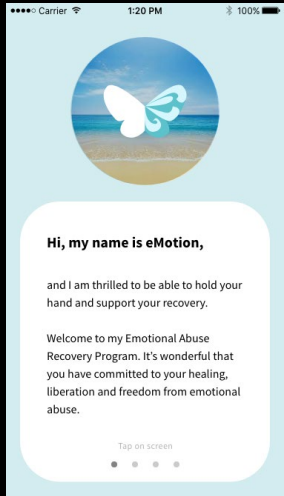 Carrier 1:20 PM 100%
Hi, my name is eMotion,
and I am thrilled to be able to hold your
hand and support your recovery.
Welcome to my Emotional Abuse
Recovery Program. It's wonderful that
you have committed to your healing,
liberation and freedom from emotional
abuse.
Tap on screen